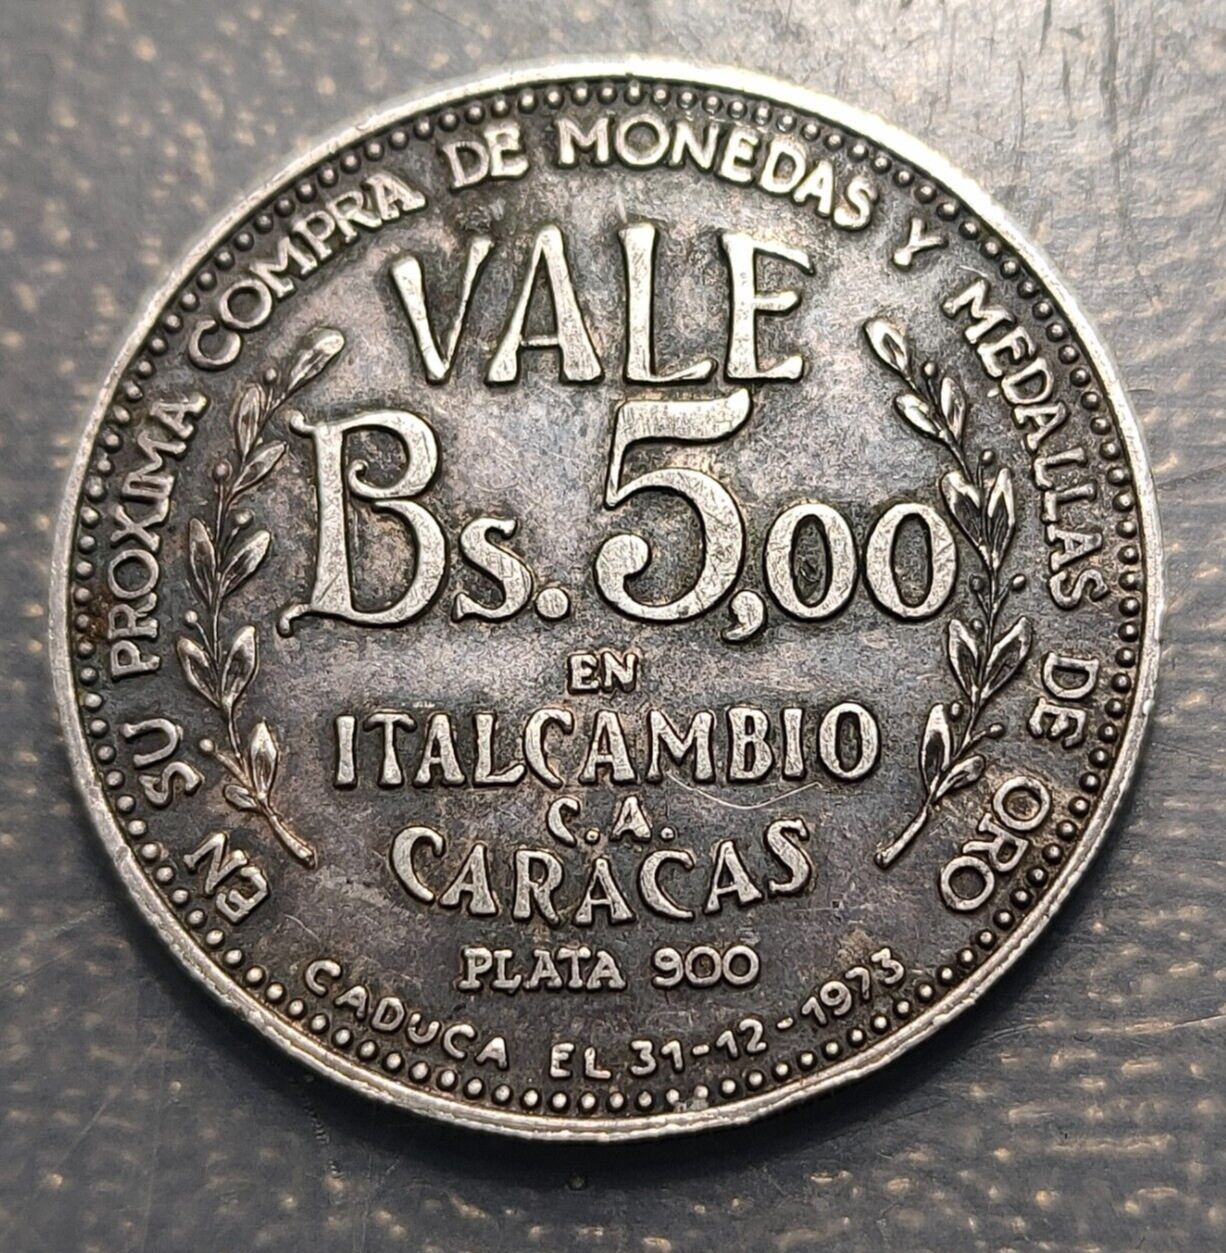 EN SU PROXIMA COMPRA DE MONEDAS Y MEDALLAS DE ORO
VALE
Bs. 5,00
EN
ITALCAMBIO
C.A.
CARACAS
PLATA 900
CADUCA EL 31-12-1973